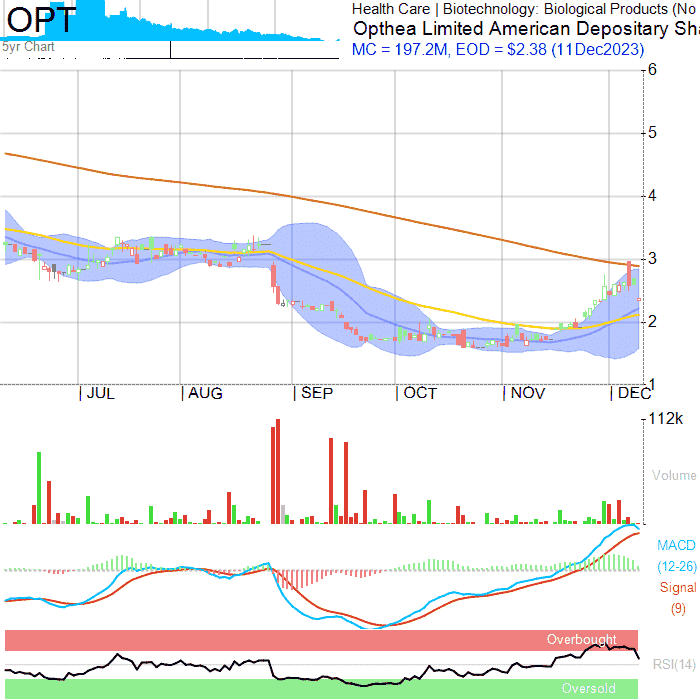 OPT
5yr Chart
Health Care | Biotechnology: Biological Products (No
Opthea Limited American Depositary Sha
MC = 197.2M, EOD = $2.38 (11Dec2023)
6
5
4
3
2
1
| JUL | AUG | SEP | OCT | NOV | DEC
112k
Volume
MACD
(12-26)
Signal
(9)
Overbought
RSI(14)
Oversold